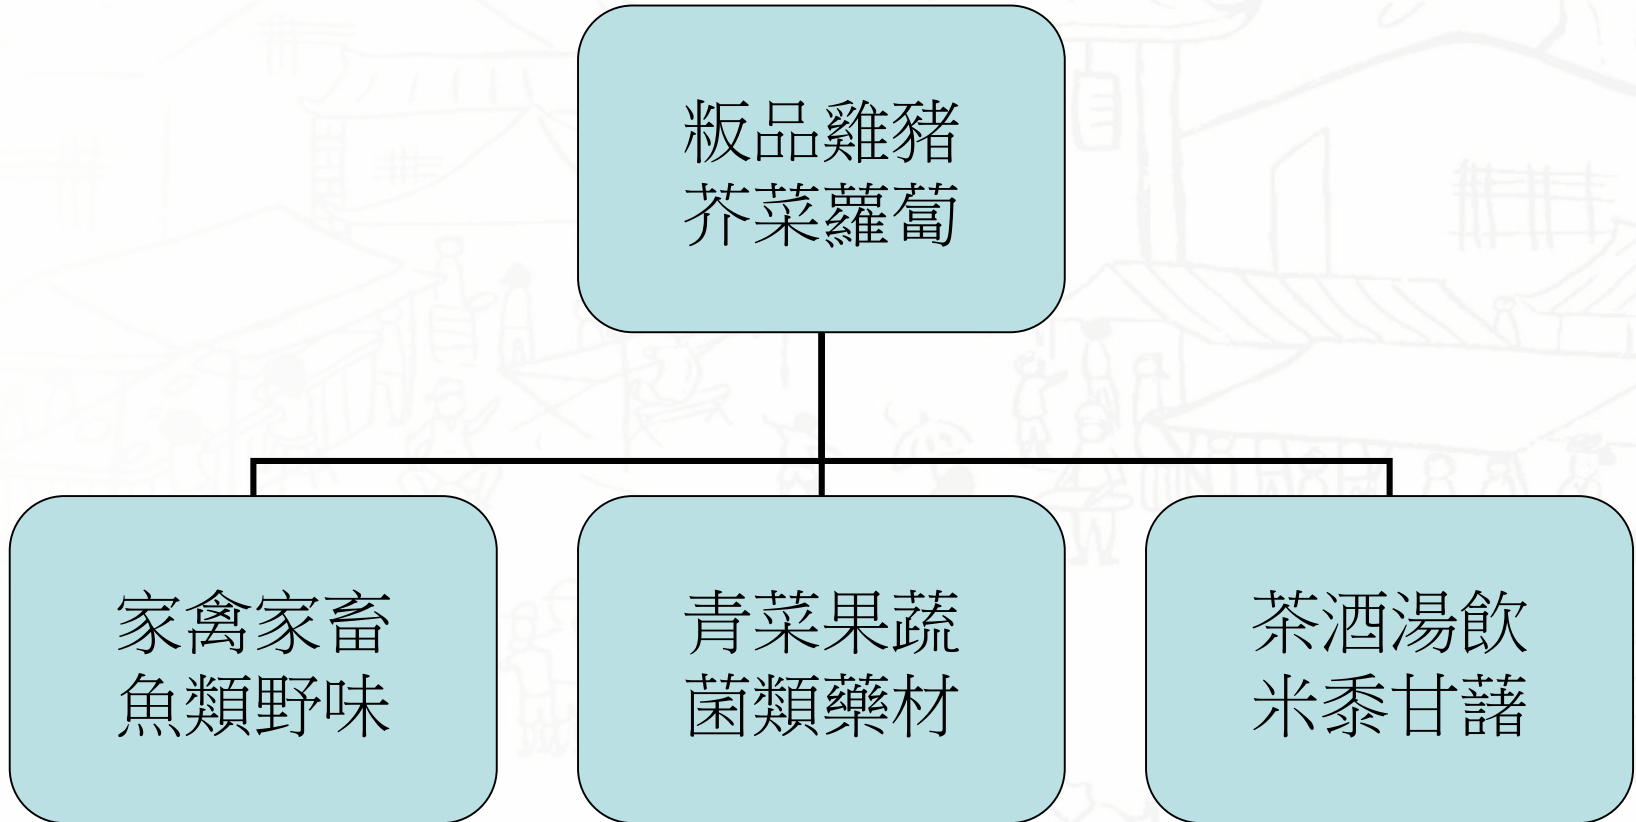 粄品雞豬
芥菜蘿蔔
家禽家畜
魚類野味
青菜果蔬
菌類藥材
茶酒湯飲
米黍甘藷